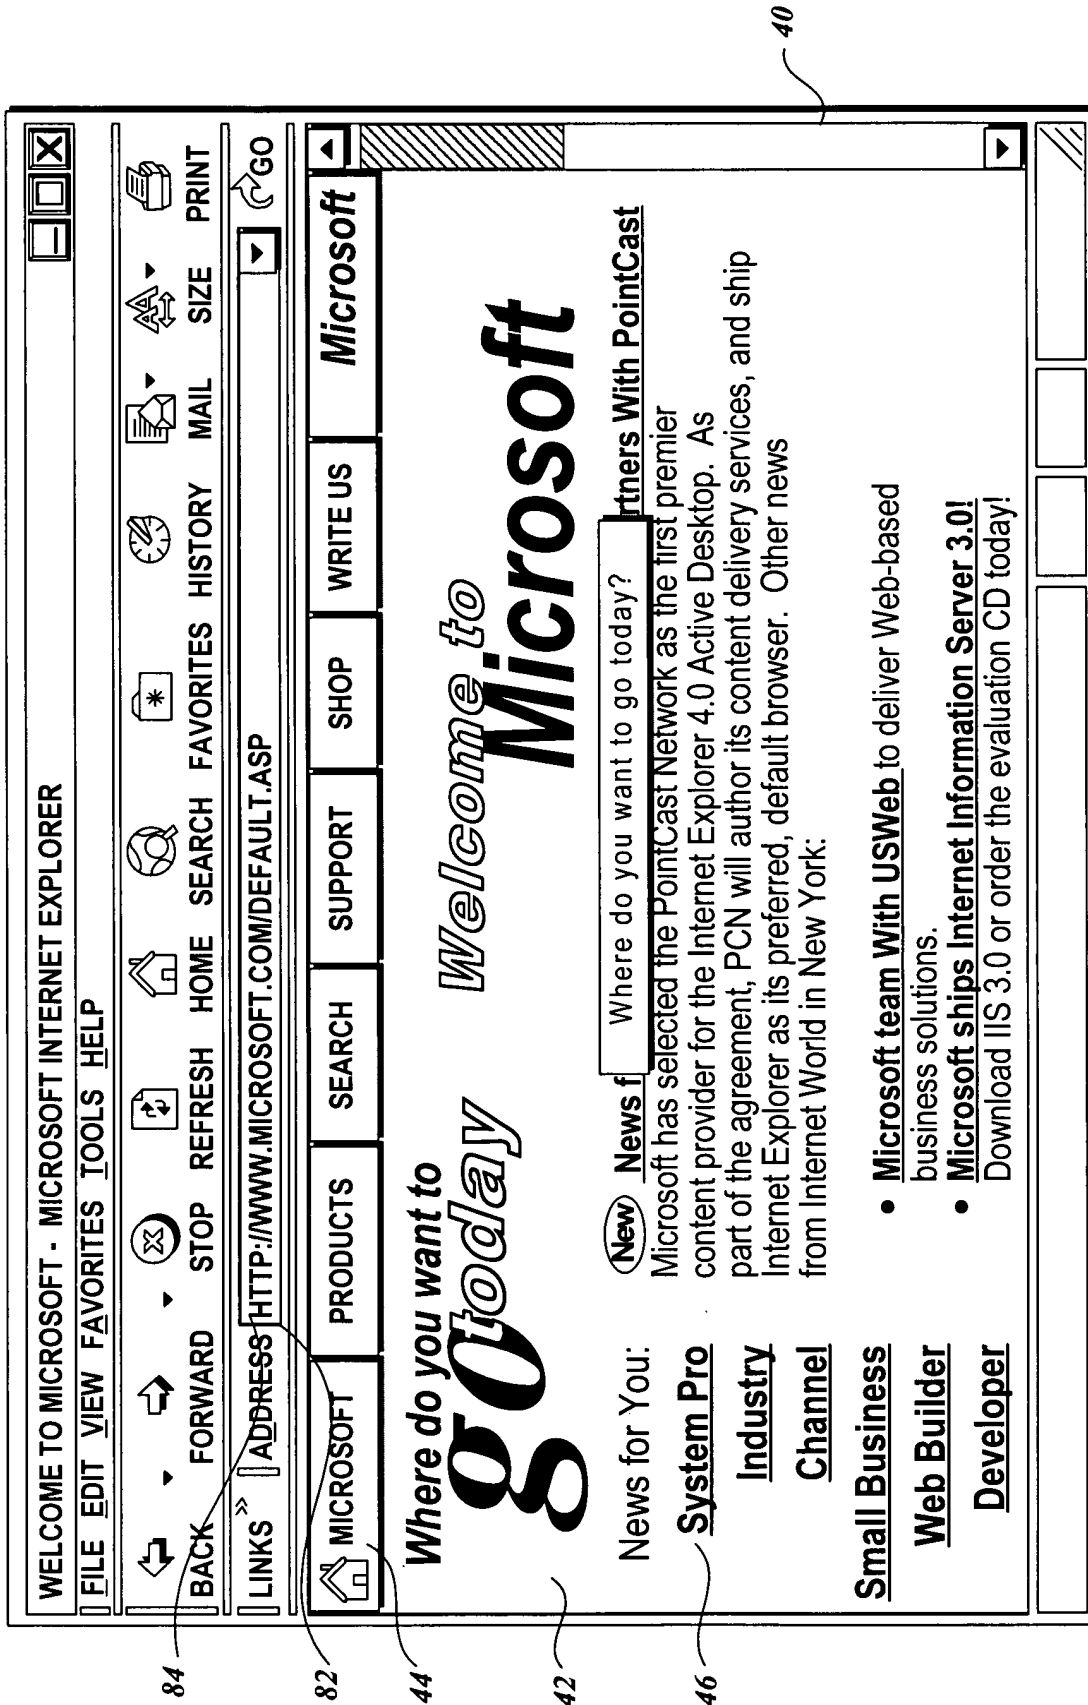 WELCOME TO MICROSOFT - MICROSOFT INTERNET EXPLORER
FILE EDIT VIEW FAVORITES TOOLS HELP
BACK FORWARD STOP REFRESH HOME SEARCH FAVORITES HISTORY MAIL SIZE PRINT
LINKS » ADDRESS HTTP://WWW.MICROSOFT.COM/DEFAULT.ASP GO
MICROSOFT PRODUCTS SEARCH SUPPORT SHOP WRITE US Microsoft
Where do you want to
go today
Welcome to
Microsoft
Where do you want to go today?
New News f rtners With PointCast
Microsoft has selected the PointCast Network as the first premier
content provider for the Internet Explorer 4.0 Active Desktop. As
part of the agreement, PCN will author its content delivery services, and ship
Internet Explorer as its preferred, default browser. Other news
from Internet World in New York:
• Microsoft team With USWeb to deliver Web-based
business solutions.
• Microsoft ships Internet Information Server 3.0!
Download IIS 3.0 or order the evaluation CD today!
News for You:
System Pro
Industry
Channel
Small Business
Web Builder
Developer
84
82
44
42
46
40